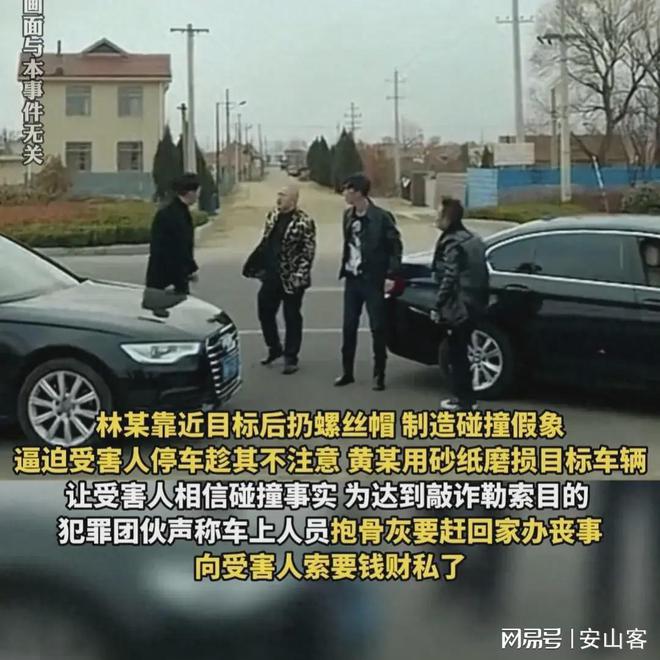 画面与本事件无关
林某靠近目标后扔螺丝帽 制造碰撞假象
逼迫受害人停车趁其不注意 黄某用砂纸磨损目标车辆
让受害人相信碰撞事实 为达到敲诈勒索目的
犯罪团伙声称车上人员抱骨灰要赶回家办丧事
向受害人索要钱财私了
网易号 | 安山客